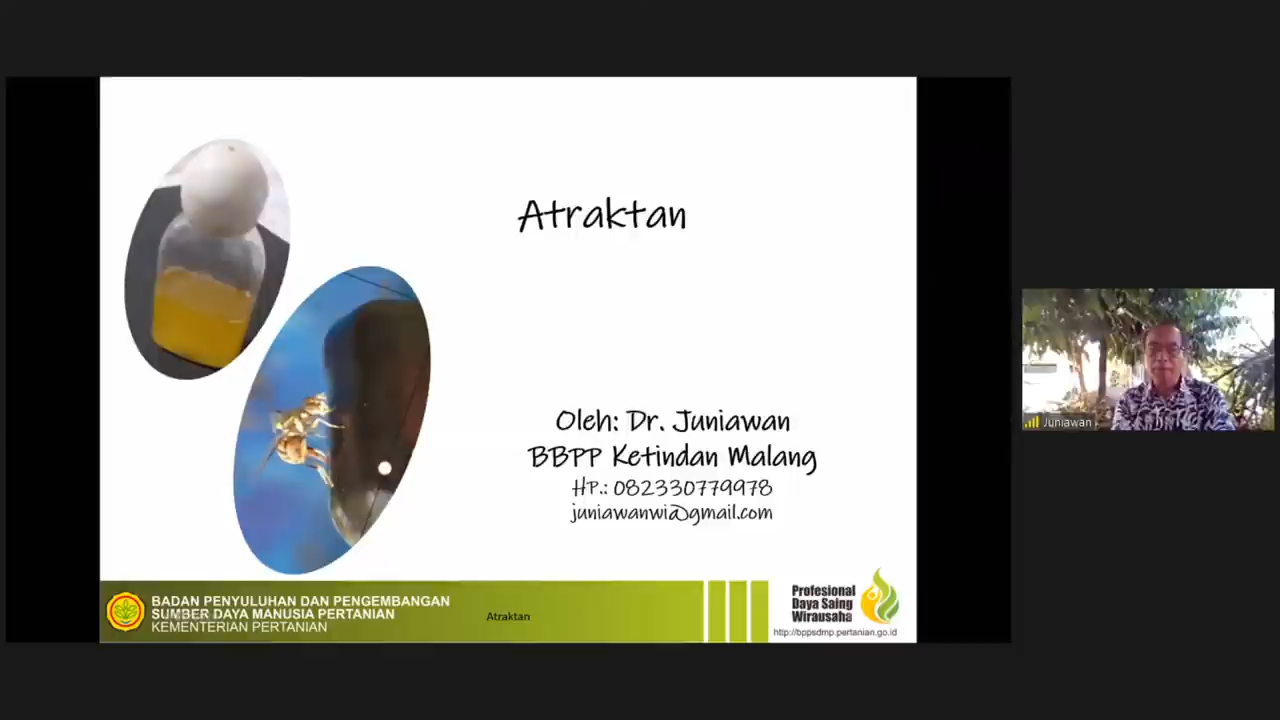 Atraktan
Oleh: Dr. Juniawan
BBPP Ketindan Malang
HP.: 082330779978
juniawanwi@gmail.com
BADAN PENYULUHAN DAN PENGEMBANGAN
SUMBER DAYA MANUSIA PERTANIAN
KEMENTERIAN PERTANIAN
Atraktan
Profesional
Daya Saing
Wirausaha
http://bppsdmp.pertanian.go.id
Juniawan